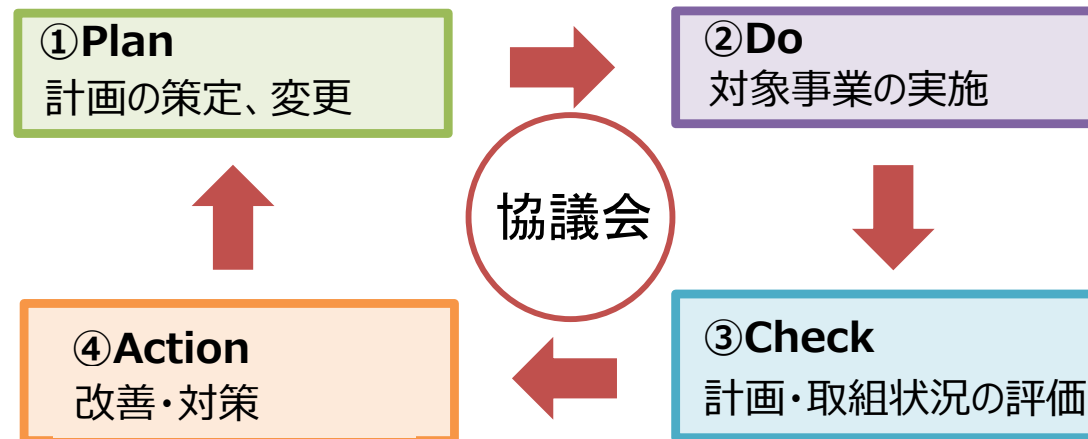 ①Plan
計画の策定、変更
②Do
対象事業の実施
協議会
④Action
改善・対策
③Check
計画・取組状況の評価